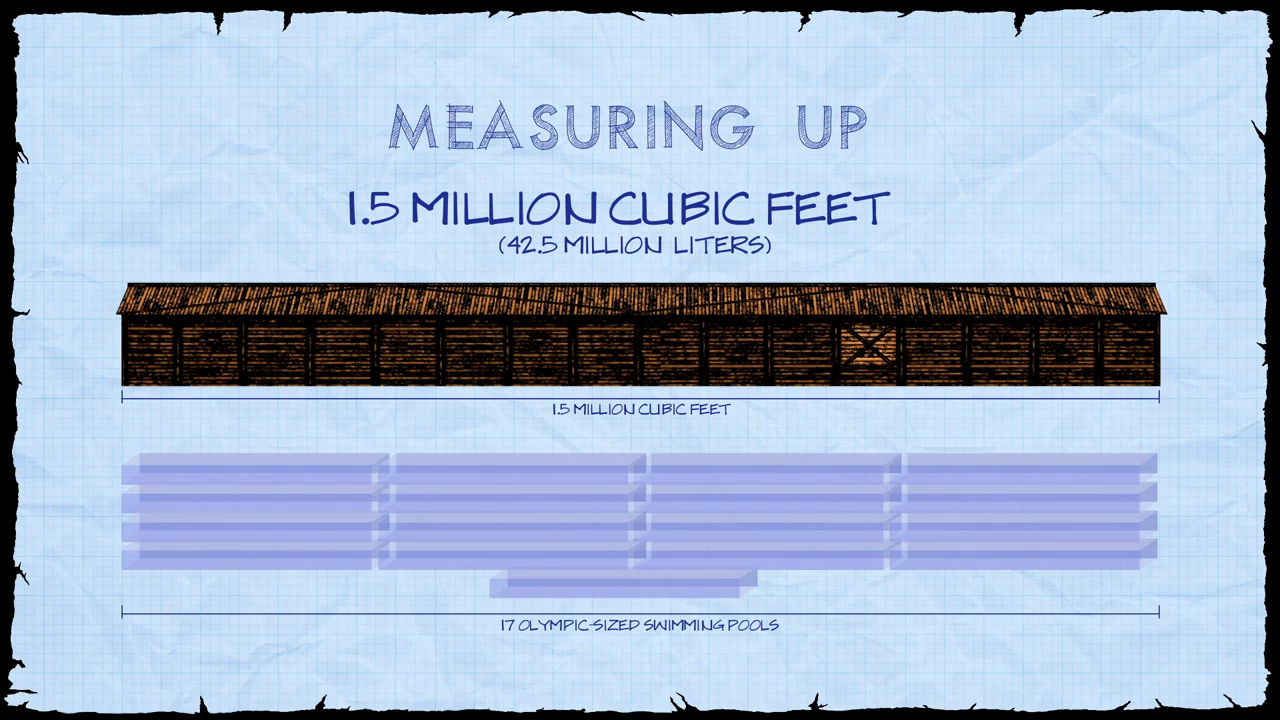 MEASURING UP
1.5 MILLION CUBIC FEET
(42.5 MILLION LITERS)
1.5 MILLION CUBIC FEET
17 OLYMPIC-SIZED SWIMMING POOLS